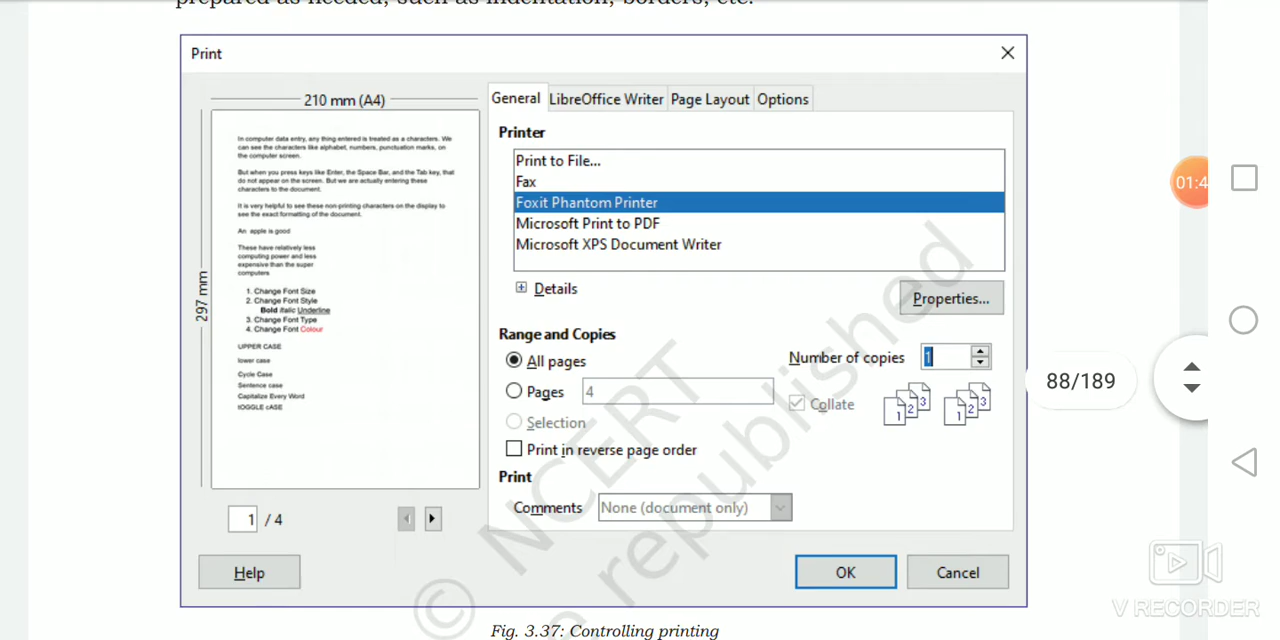 prepared as needed, such as indentation, borders, etc.
Print
210 mm (A4)
297 mm
In computer data entry, any thing entered is treated as a characters. We
can see the characters like alphabet, numbers, punctuation marks, on
the computer screen.
But when you press keys like Enter, the Space Bar, and the Tab key, that
do not appear on the screen. But we are actually entering these
characters to the document.
It is very helpful to see these non-printing characters on the display to
see the exact formatting of the document.
An apple is good
These have relatively less
computing power and less
expensive than the super
computers
1. Change Font Size
2. Change Font Style
Bold Italic Underline
3. Change Font Type
4. Change Font Colour
UPPER CASE
lower case
Cycle Case
Sentence case
Capitalize Every Word
tOGGLE cASE
1 / 4
Help
General LibreOffice Writer Page Layout Options
Printer
Print to File...
Fax
Foxit Phantom Printer
Microsoft Print to PDF
Microsoft XPS Document Writer
Details
Properties...
Range and Copies
All pages
Number of copies 1
Pages 4
Collate
1 2 3 1 2 3
Selection
Print in reverse page order
Print
Comments None (document only)
OK Cancel
© NCERT
republished
Fig. 3.37: Controlling printing
01:4
88/189
V RECORDER